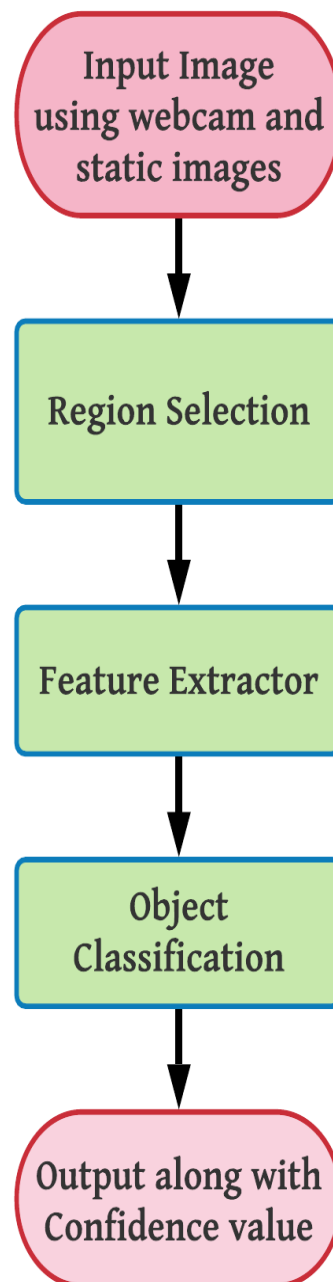 Input Image
using webcam and
static images
Region Selection
Feature Extractor
Object
Classification
Output along with
Confidence value